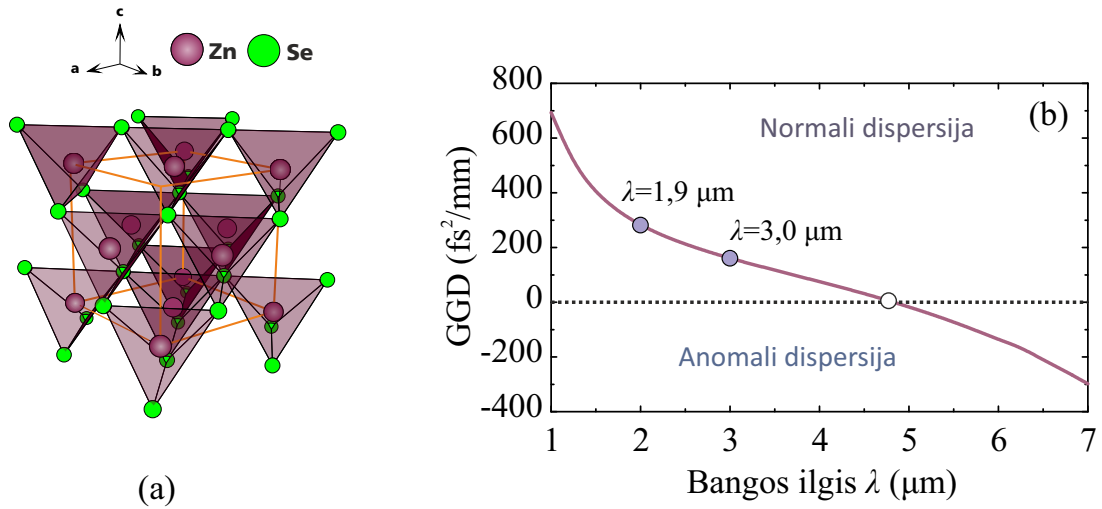 c
a
b
Zn
Se
(a)
800
600
400
200
0
-200
-400
GGD (fs²/mm)
Normali dispersija
(b)
λ=1,9 μm
λ=3,0 μm
Anomali dispersija
1 2 3 4 5 6 7
Bangos ilgis λ (μm)